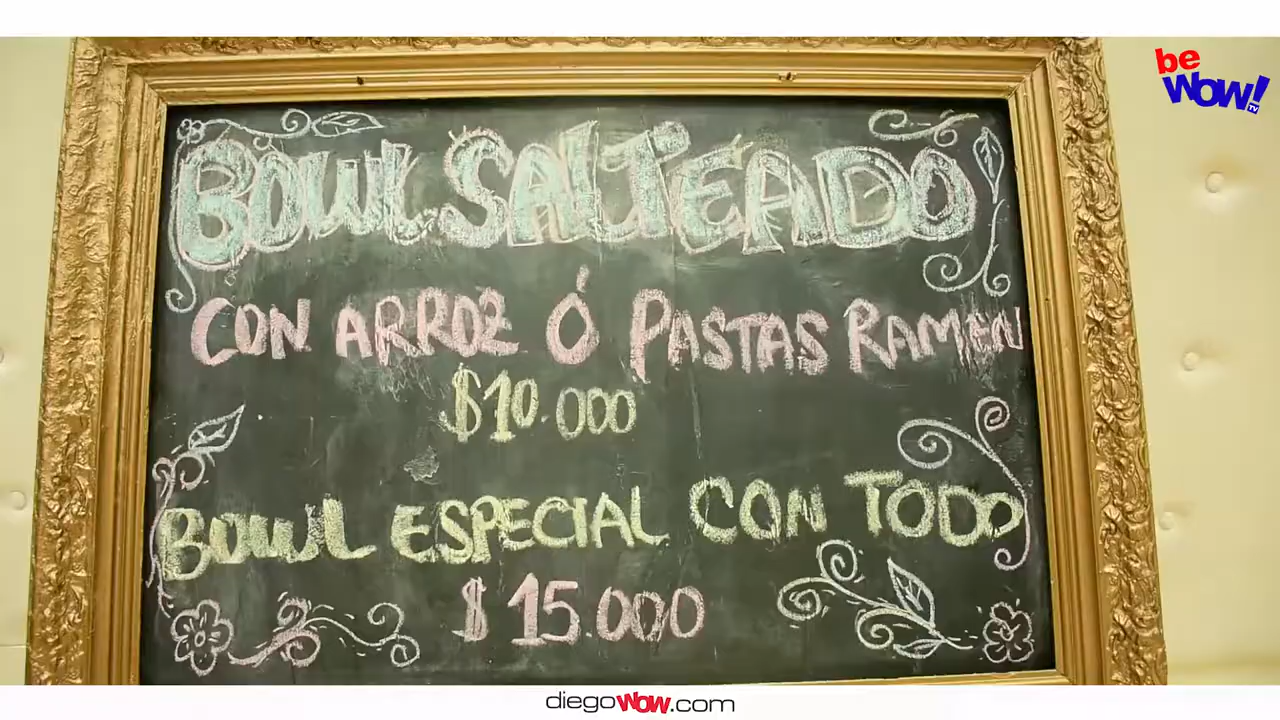 be
WOW!
TV
BOWL SALTEADO
CON ARROZ Ó PASTAS RAMEN
$10.000
BOWL ESPECIAL CON TODO
$15.000
diegoWOW.com